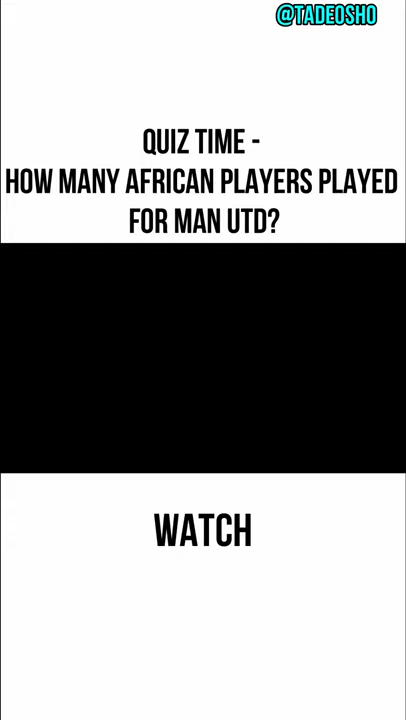 @TADEOSHO
QUIZ TIME -
HOW MANY AFRICAN PLAYERS PLAYED
FOR MAN UTD?
WATCH